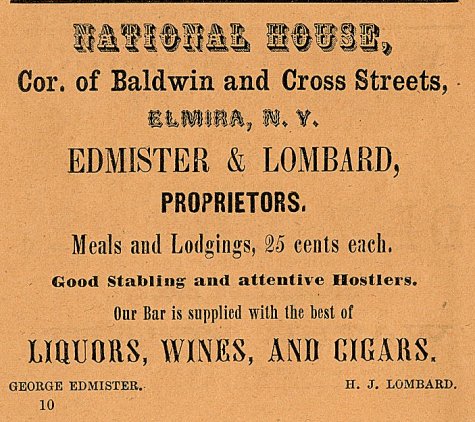 NATIONAL HOUSE,
Cor. of Baldwin and Cross Streets,
ELMIRA, N. Y.
EDMISTER & LOMBARD,
PROPRIETORS.
Meals and Lodgings, 25 cents each.
Good Stabling and attentive Hostlers.
Our Bar is supplied with the best of
LIQUORS, WINES, AND CIGARS.
GEORGE EDMISTER. H. J. LOMBARD.
10